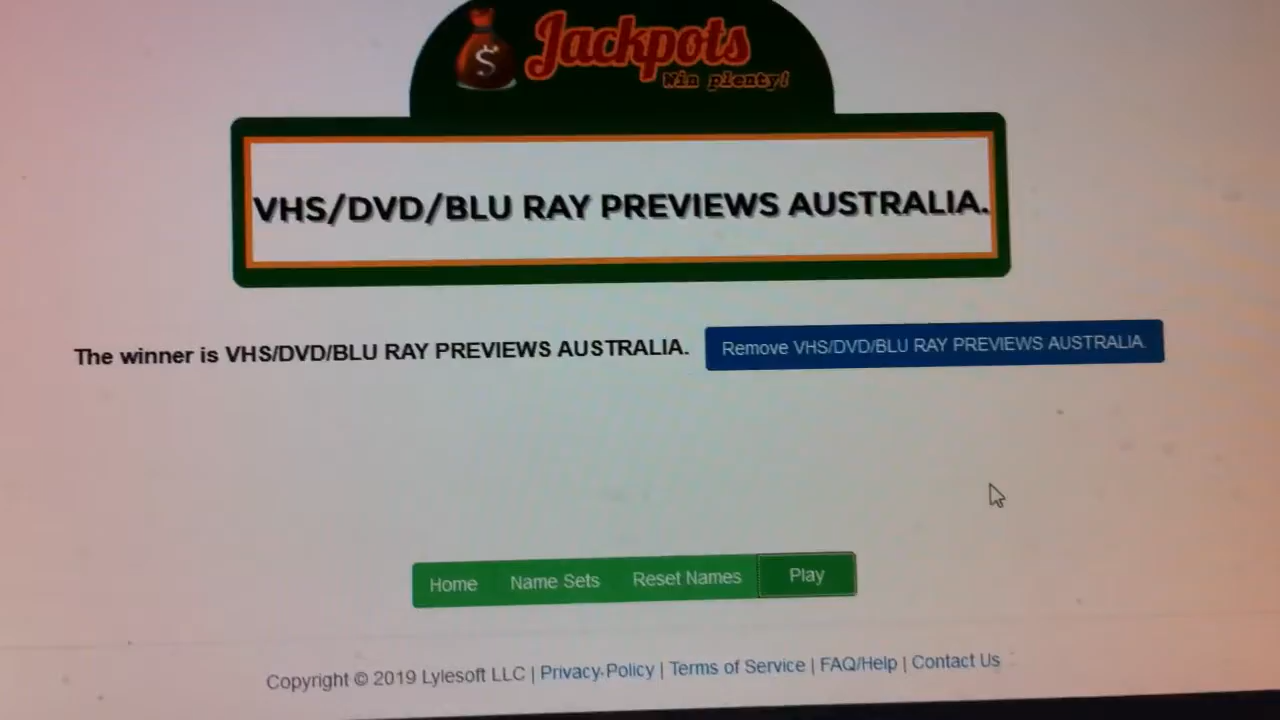 $ Jackpots
Win plenty!
VHS/DVD/BLU RAY PREVIEWS AUSTRALIA.
The winner is VHS/DVD/BLU RAY PREVIEWS AUSTRALIA. Remove VHS/DVD/BLU RAY PREVIEWS AUSTRALIA.
Home Name Sets Reset Names Play
Copyright © 2019 Lylesoft LLC | Privacy Policy | Terms of Service | FAQ/Help | Contact Us